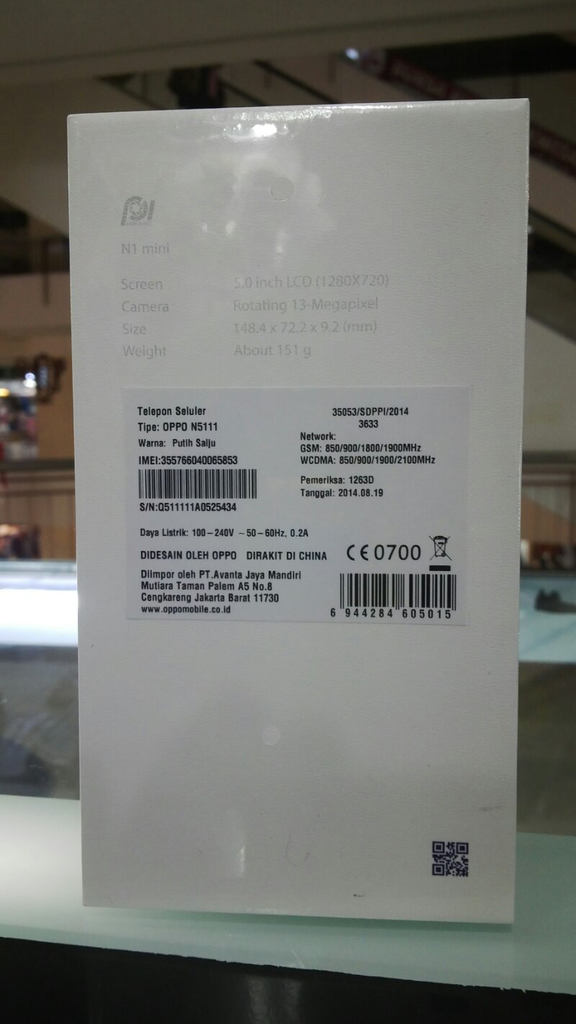 N1 mini
Screen 5.0 inch LCD (1280X720)
Camera Rotating 13-Megapixel
Size 148.4 x 72.2 x 9.2 (mm)
Weight About 151 g
Telepon Seluler
Tipe: OPPO N5111
Warna: Putih Salju
IMEI:355766040065853
S/N:Q511111A0525434
35053/SDPPI/2014
3633
Network:
GSM: 850/900/1800/1900MHz
WCDMA: 850/900/1900/2100MHz
Pemeriksa: 1263D
Tanggal: 2014.08.19
Daya Listrik: 100-240V ~50-60Hz, 0.2A
DIDESAIN OLEH OPPO DIRAKIT DI CHINA
CE0700
Diimpor oleh PT.Avanta Jaya Mandiri
Mutiara Taman Palem A5 No.8
Cengkareng Jakarta Barat 11730
www.oppomobile.co.id
6 944284 605015